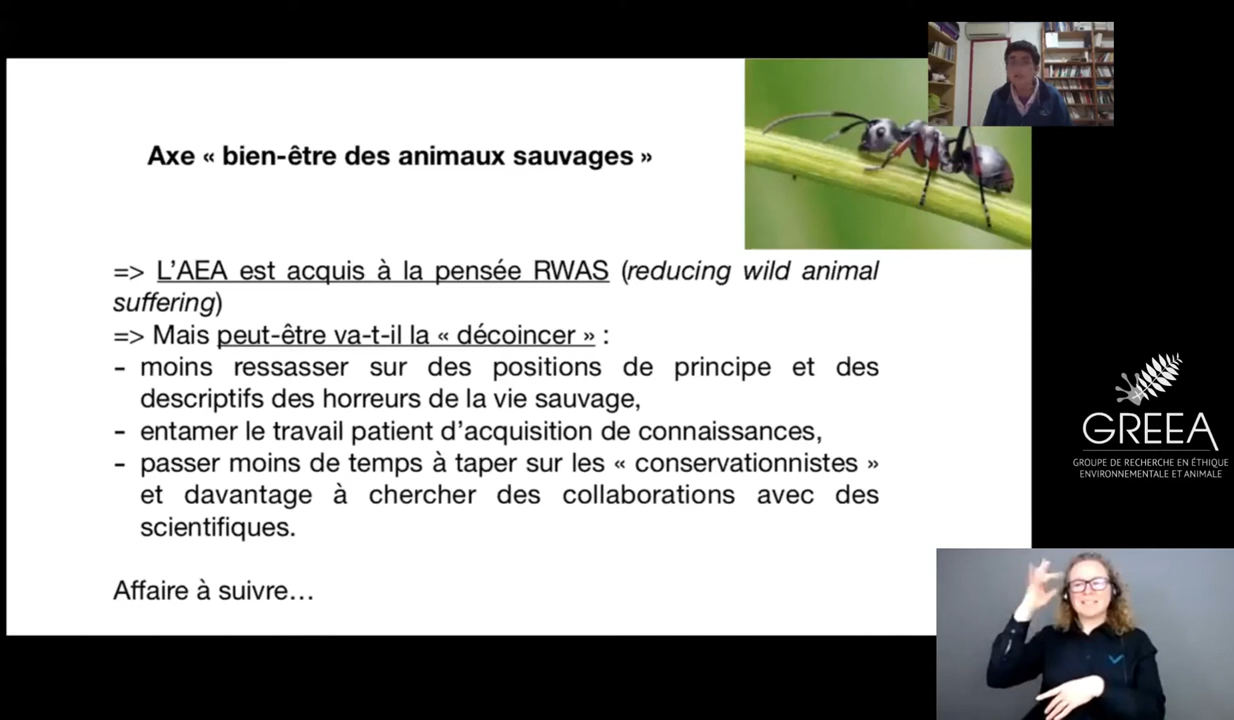 Axe « bien-être des animaux sauvages »
=> L'AEA est acquis à la pensée RWAS (reducing wild animal
suffering)
=> Mais peut-être va-t-il la « décoincer » :
- moins ressasser sur des positions de principe et des
descriptifs des horreurs de la vie sauvage,
- entamer le travail patient d'acquisition de connaissances,
- passer moins de temps à taper sur les « conservationnistes »
et davantage à chercher des collaborations avec des
scientifiques.
Affaire à suivre…
GREEA
GROUPE DE RECHERCHE EN ÉTHIQUE
ENVIRONNEMENTALE ET ANIMALE